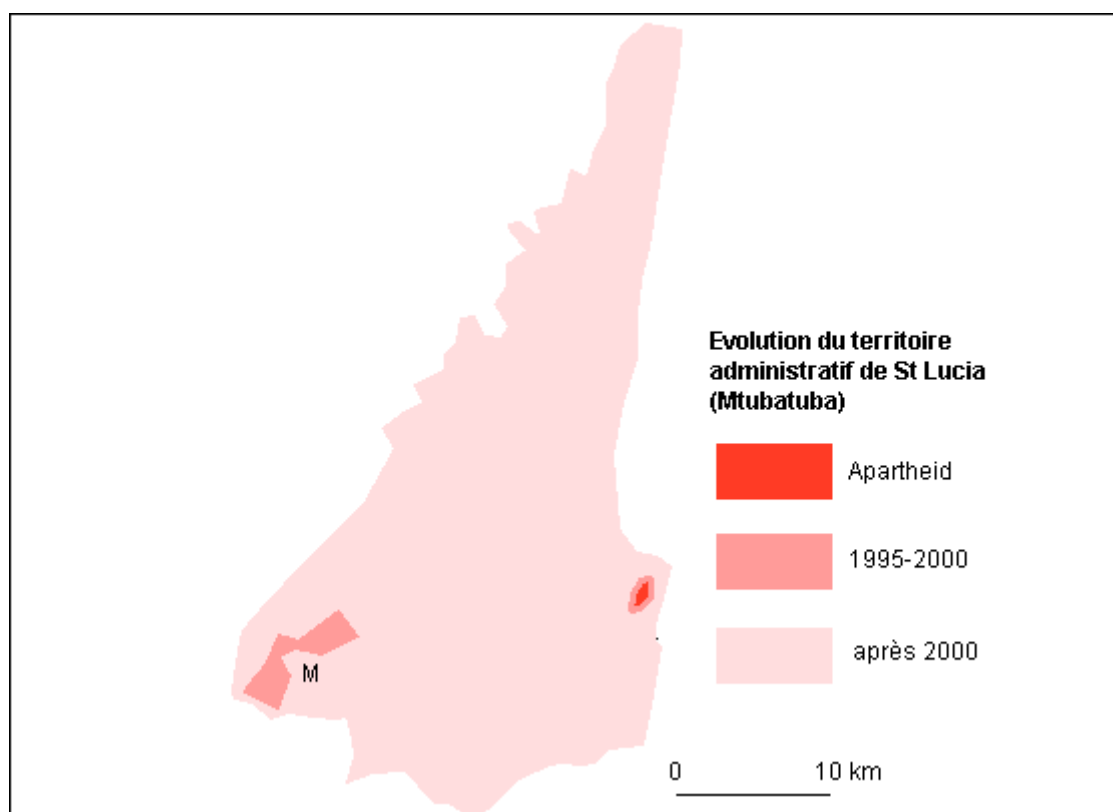 Evolution du territoire
administratif de St Lucia
(Mtubatuba)
Apartheid
1995-2000
après 2000
M
0 10 km